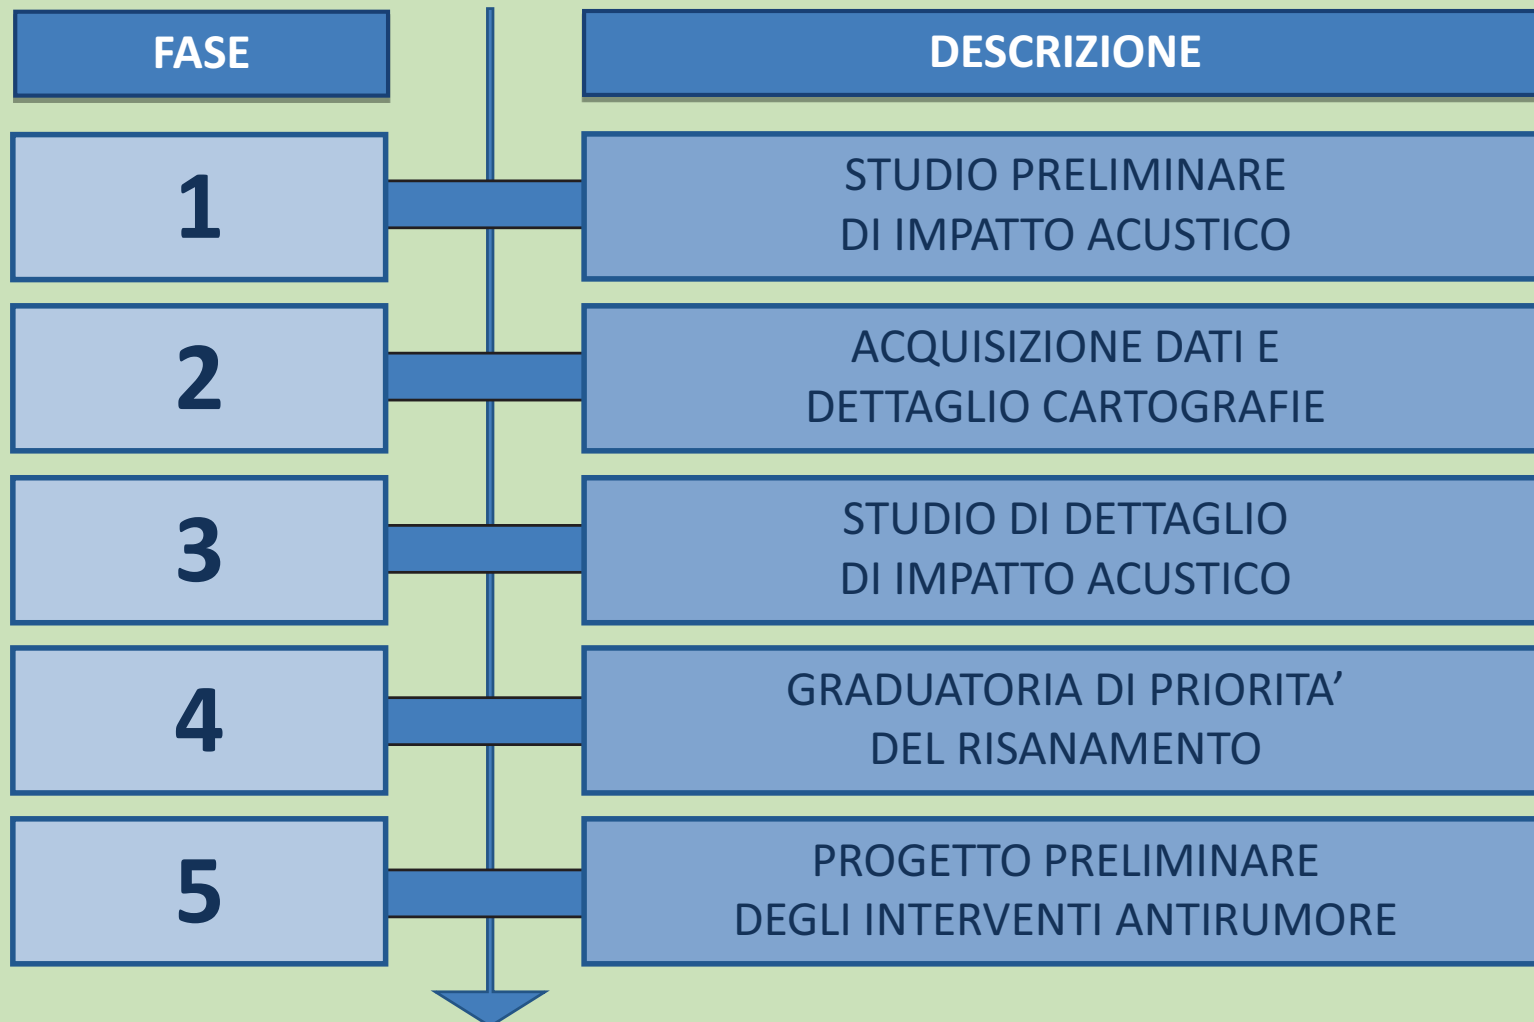 FASE
DESCRIZIONE
1
STUDIO PRELIMINARE
DI IMPATTO ACUSTICO
2
ACQUISIZIONE DATI E
DETTAGLIO CARTOGRAFIE
3
STUDIO DI DETTAGLIO
DI IMPATTO ACUSTICO
4
GRADUATORIA DI PRIORITA’
DEL RISANAMENTO
5
PROGETTO PRELIMINARE
DEGLI INTERVENTI ANTIRUMORE